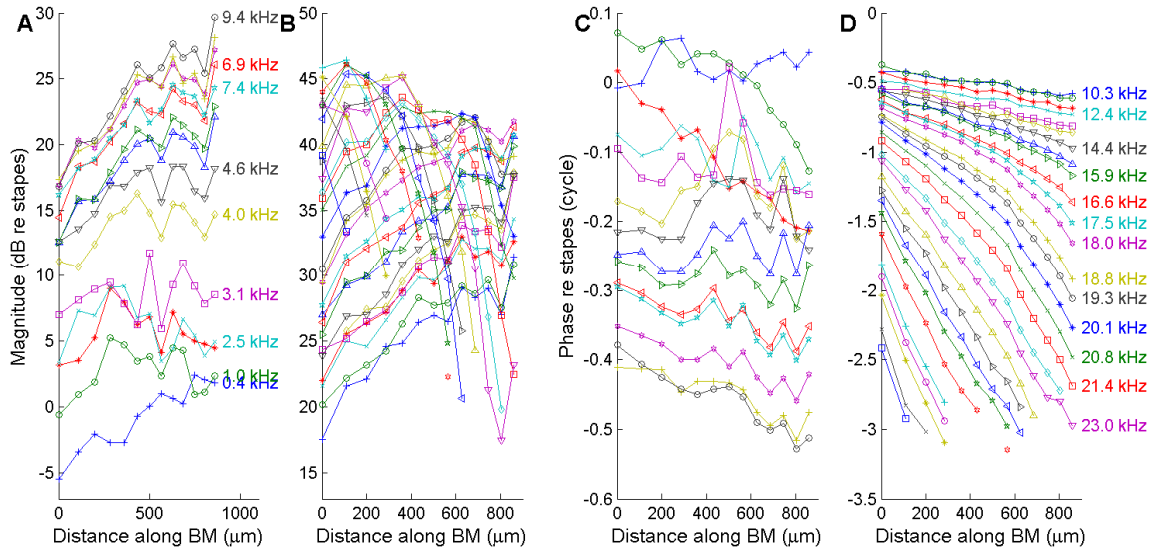 A
30
25
20
15
10
5
0
-5
0
500
1000
Magnitude (dB re stapes)
Distance along BM (μm)
9.4 kHz
6.9 kHz
7.4 kHz
4.6 kHz
4.0 kHz
3.1 kHz
2.5 kHz
1.0 kHz
0.4 kHz
B
50
45
40
35
30
25
20
15
0
200
400
600
800
Distance along BM (μm)
C
0.1
0
-0.1
-0.2
-0.3
-0.4
-0.5
-0.6
0
200
400
600
800
Phase re stapes (cycle)
Distance along BM (μm)
D
0
-0.5
-1
-1.5
-2
-2.5
-3
-3.5
0
200
400
600
800
Distance along BM (μm)
10.3 kHz
12.4 kHz
14.4 kHz
15.9 kHz
16.6 kHz
17.5 kHz
18.0 kHz
18.8 kHz
19.3 kHz
20.1 kHz
20.8 kHz
21.4 kHz
23.0 kHz